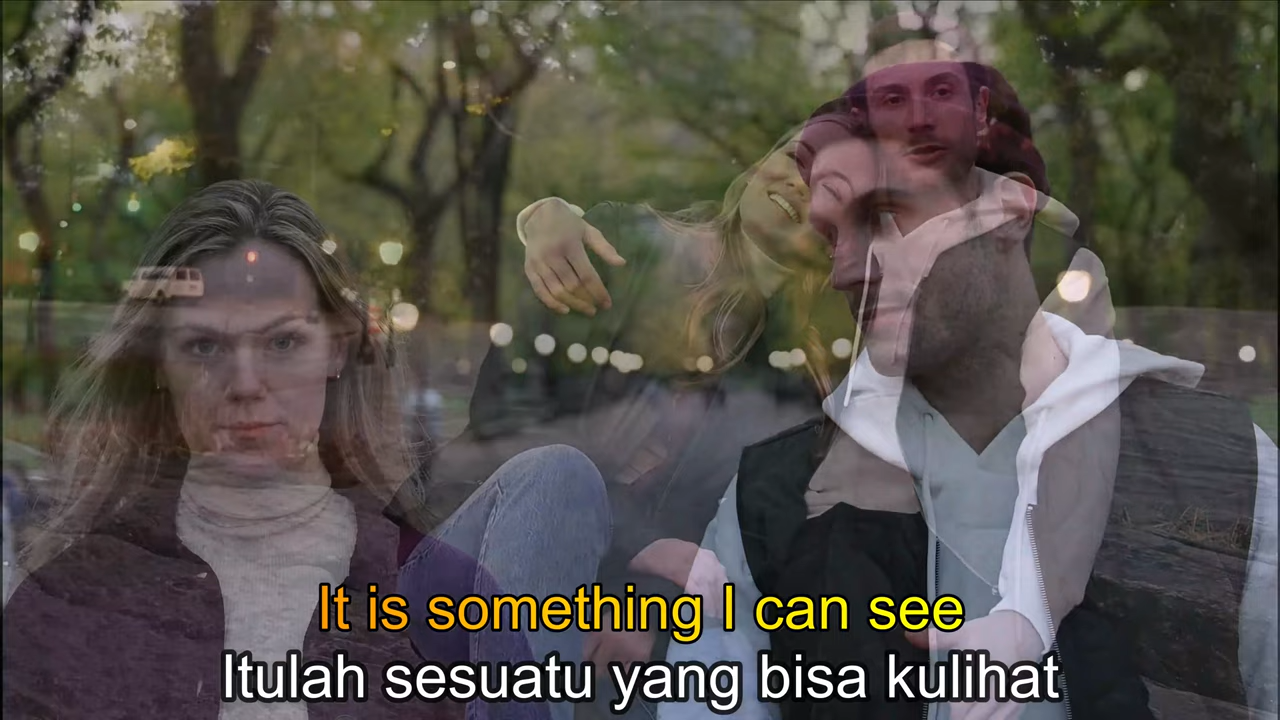 It is something I can see
Itulah sesuatu yang bisa kulihat